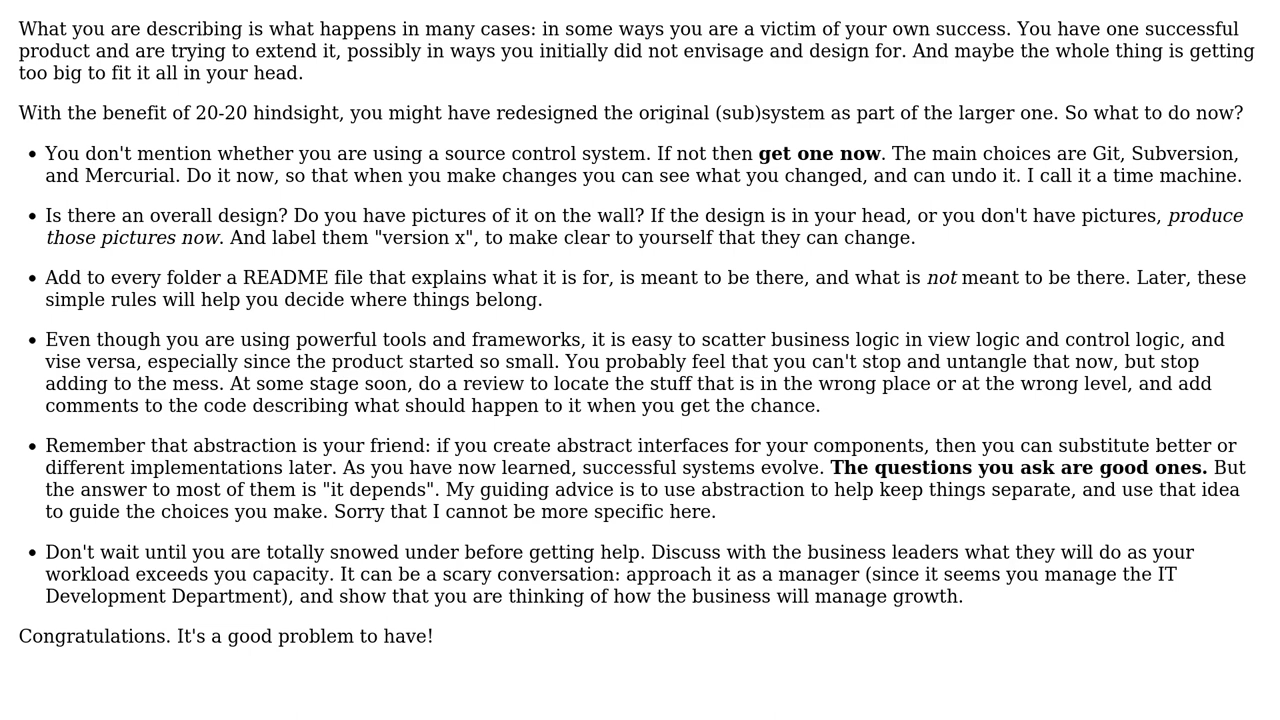 What you are describing is what happens in many cases: in some ways you are a victim of your own success. You have one successful
product and are trying to extend it, possibly in ways you initially did not envisage and design for. And maybe the whole thing is getting
too big to fit it all in your head.
With the benefit of 20-20 hindsight, you might have redesigned the original (sub)system as part of the larger one. So what to do now?
• You don't mention whether you are using a source control system. If not then get one now. The main choices are Git, Subversion,
and Mercurial. Do it now, so that when you make changes you can see what you changed, and can undo it. I call it a time machine.
• Is there an overall design? Do you have pictures of it on the wall? If the design is in your head, or you don't have pictures, produce
those pictures now. And label them "version x", to make clear to yourself that they can change.
• Add to every folder a README file that explains what it is for, is meant to be there, and what is not meant to be there. Later, these
simple rules will help you decide where things belong.
• Even though you are using powerful tools and frameworks, it is easy to scatter business logic in view logic and control logic, and
vise versa, especially since the product started so small. You probably feel that you can't stop and untangle that now, but stop
adding to the mess. At some stage soon, do a review to locate the stuff that is in the wrong place or at the wrong level, and add
comments to the code describing what should happen to it when you get the chance.
• Remember that abstraction is your friend: if you create abstract interfaces for your components, then you can substitute better or
different implementations later. As you have now learned, successful systems evolve. The questions you ask are good ones. But
the answer to most of them is "it depends". My guiding advice is to use abstraction to help keep things separate, and use that idea
to guide the choices you make. Sorry that I cannot be more specific here.
• Don't wait until you are totally snowed under before getting help. Discuss with the business leaders what they will do as your
workload exceeds you capacity. It can be a scary conversation: approach it as a manager (since it seems you manage the IT
Development Department), and show that you are thinking of how the business will manage growth.
Congratulations. It's a good problem to have!